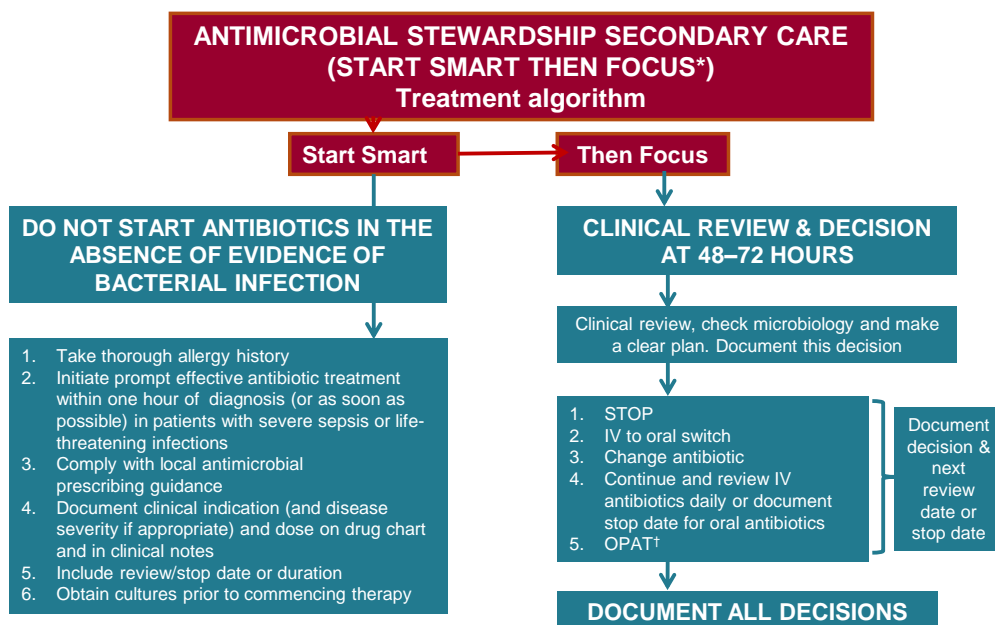 ANTIMICROBIAL STEWARDSHIP SECONDARY CARE
(START SMART THEN FOCUS*)
Treatment algorithm
Start Smart
Then Focus
DO NOT START ANTIBIOTICS IN THE
ABSENCE OF EVIDENCE OF
BACTERIAL INFECTION
1. Take thorough allergy history
2. Initiate prompt effective antibiotic treatment
within one hour of diagnosis (or as soon as
possible) in patients with severe sepsis or life-
threatening infections
3. Comply with local antimicrobial
prescribing guidance
4. Document clinical indication (and disease
severity if appropriate) and dose on drug chart
and in clinical notes
5. Include review/stop date or duration
6. Obtain cultures prior to commencing therapy
CLINICAL REVIEW & DECISION
AT 48–72 HOURS
Clinical review, check microbiology and make
a clear plan. Document this decision
1. STOP
2. IV to oral switch
3. Change antibiotic
4. Continue and review IV
antibiotics daily or document
stop date for oral antibiotics
5. OPAT†
Document
decision &
next
review
date or
stop date
DOCUMENT ALL DECISIONS